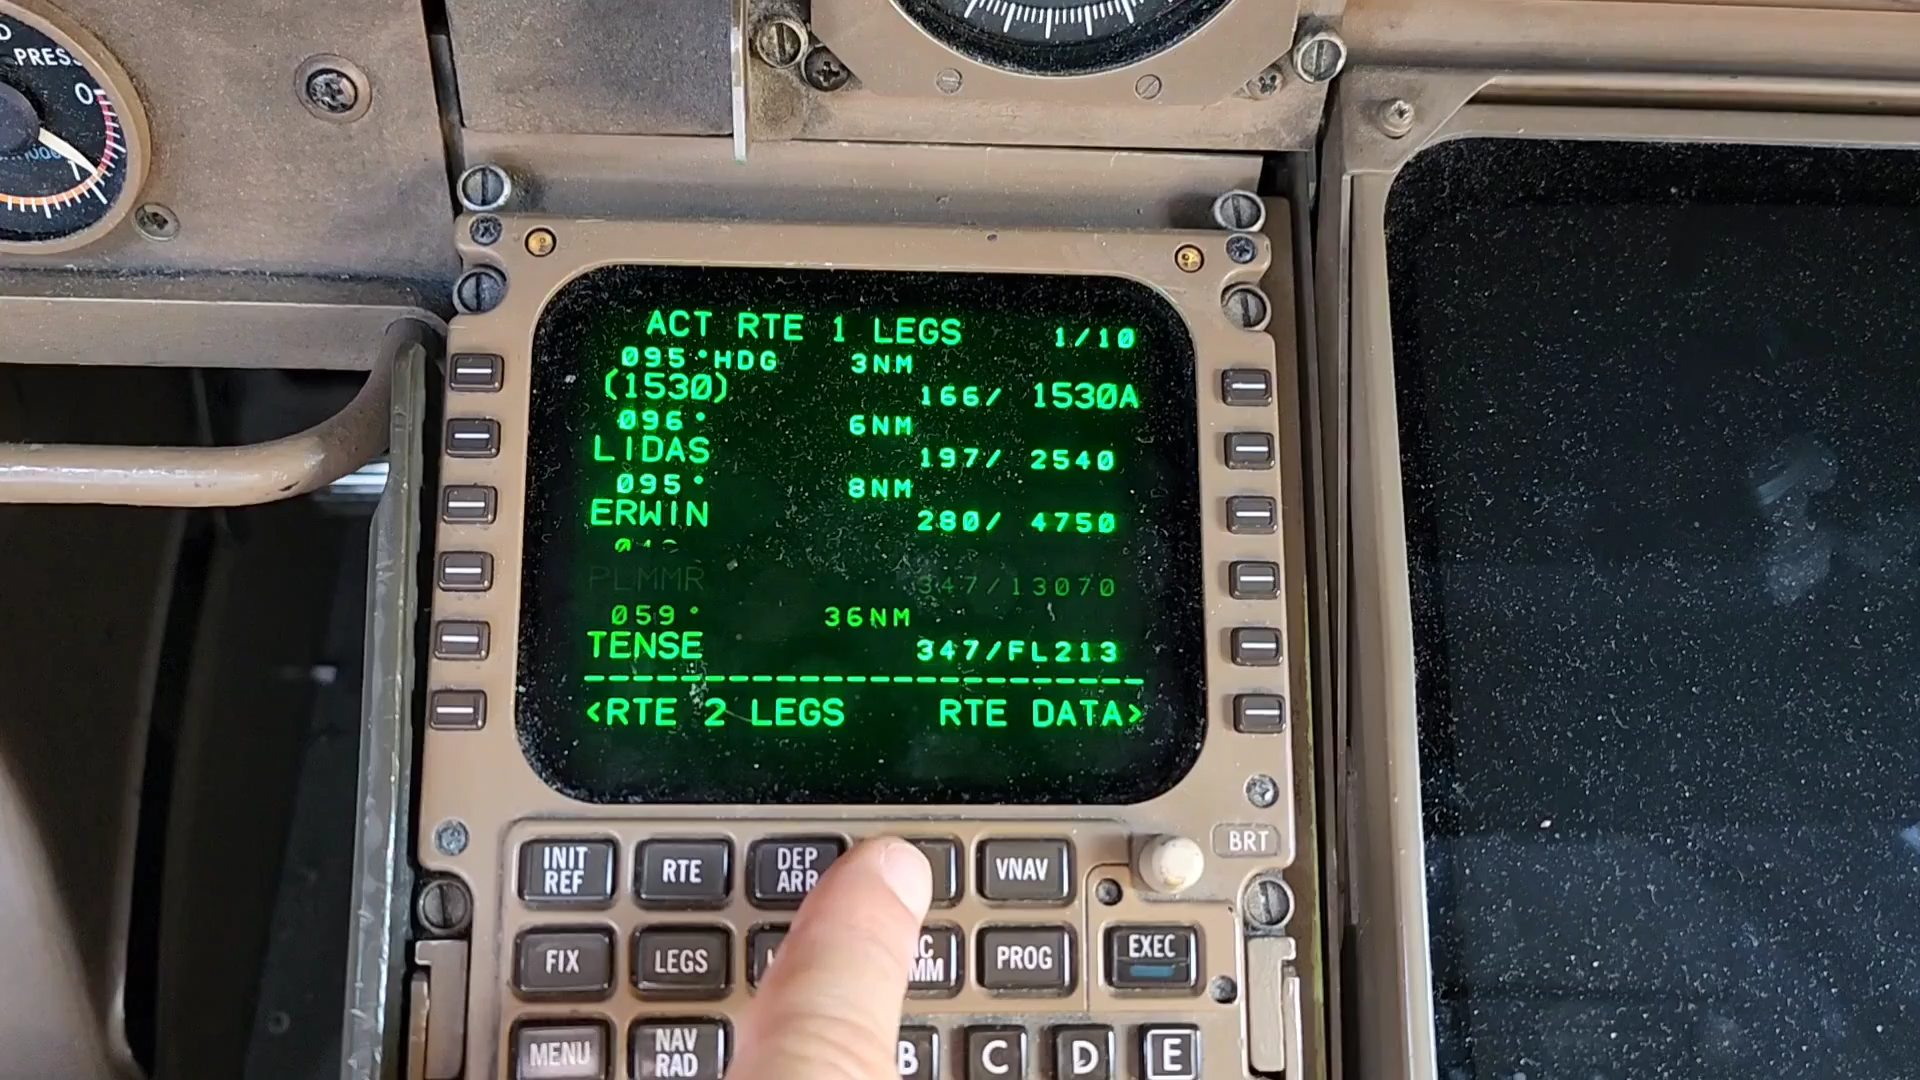 PRESS
0
ACT RTE 1 LEGS 1/10
095°HDG 3NM
(1530) 166/ 1530A
096° 6NM
LIDAS 197/ 2540
095° 8NM
ERWIN 280/ 4750
PLMMR 347/13070
059° 36NM
TENSE 347/FL213
<RTE 2 LEGS RTE DATA>
BRT
INIT REF RTE DEP ARR VNAV
FIX LEGS PROG EXEC
MENU NAV RAD B C D E